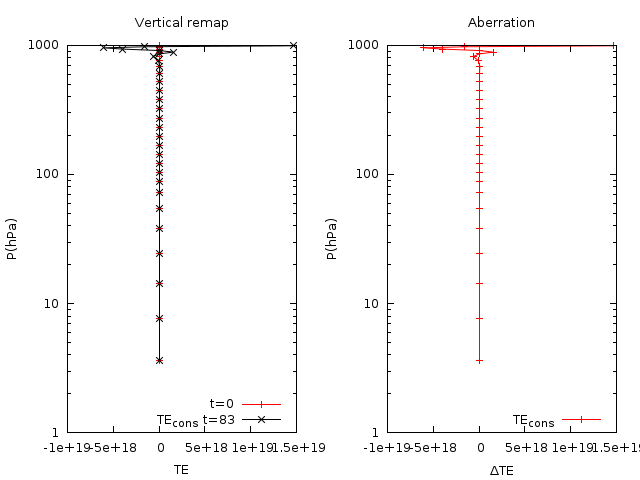 Vertical remap
1000
100
10
1
P(hPa)
t=0
TEcons t=83
-1e+19 -5e+18 0 5e+18 1e+19 1.5e+19
TE
Aberration
1000
100
10
1
P(hPa)
TEcons
-1e+19 -5e+18 0 5e+18 1e+19 1.5e+19
ΔTE